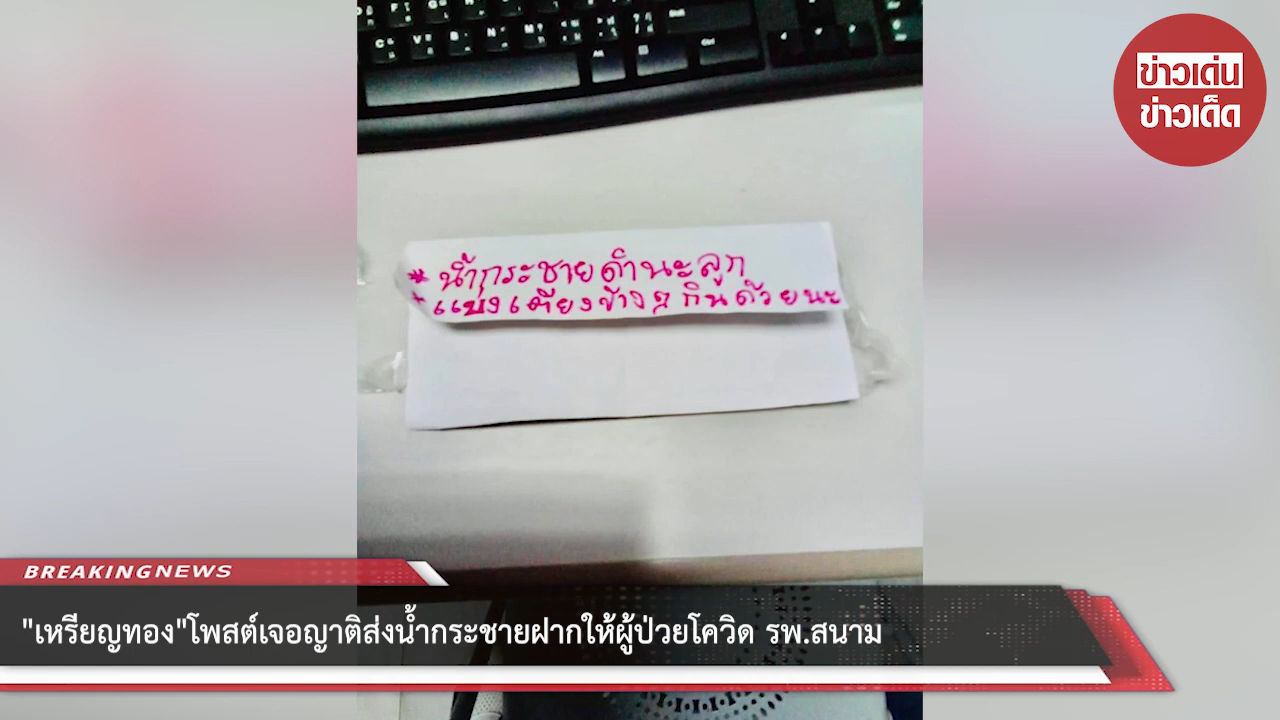 ข่าวเด่น
ข่าวเด็ด
* น้ำกระชายดำนะลูก
* แบ่งเตียงข้างๆ กินด้วยนะ
BREAKINGNEWS
"เหรียญทอง"โพสต์เจอญาติส่งน้ำกระชายฝากให้ผู้ป่วยโควิด รพ.สนาม